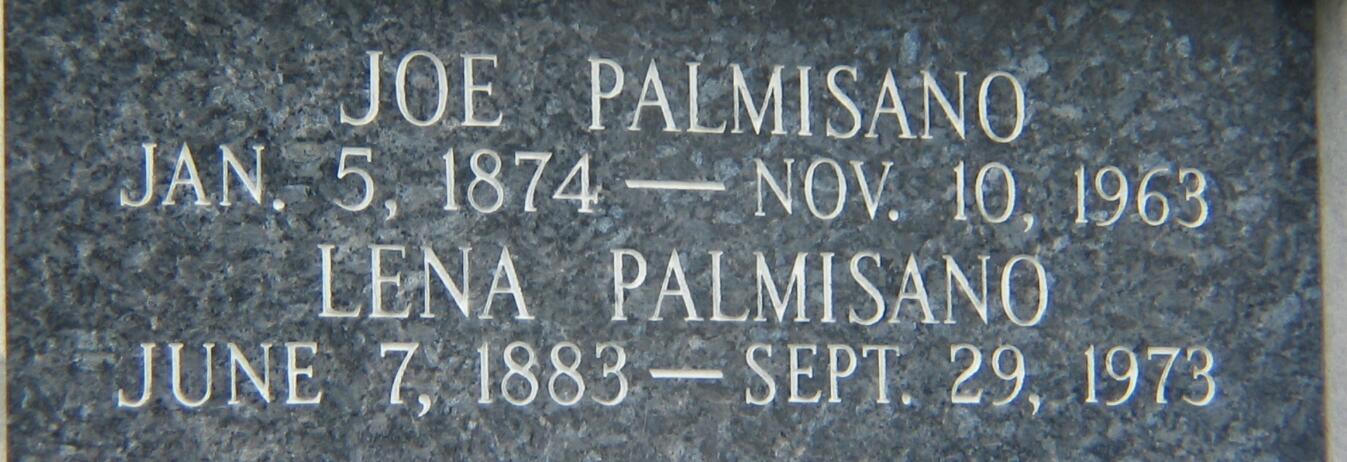 JOE PALMISANO
JAN. 5, 1874 — NOV. 10, 1963
LENA PALMISANO
JUNE 7, 1883 — SEPT. 29, 1973